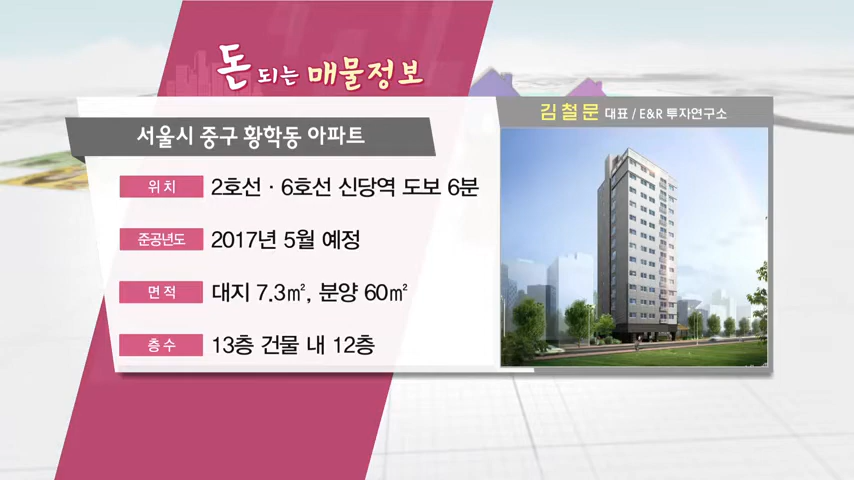 돈 되는 매물정보
김철문 대표 / E&R 투자연구소
서울시 중구 황학동 아파트
위치 2호선 · 6호선 신당역 도보 6분
준공년도 2017년 5월 예정
면적 대지 7.3㎡, 분양 60㎡
층수 13층 건물 내 12층